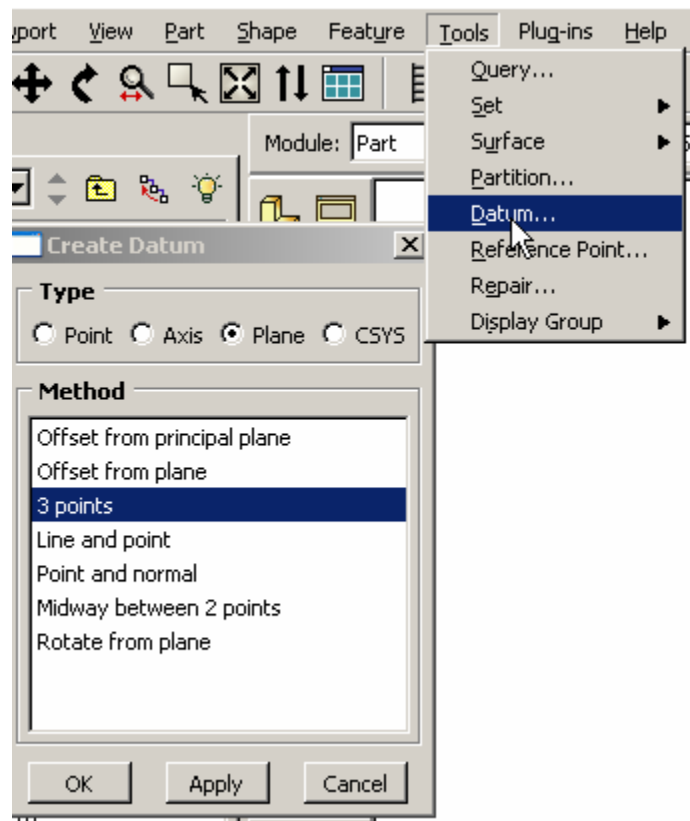 View Part Shape Feature Tools Plug-ins Help
Query...
Set
Module: Part
Surface
Partition...
Datum...
Create Datum
Reference Point...
Type
Repair...
Point Axis Plane CSYS
Display Group
Method
Offset from principal plane
Offset from plane
3 points
Line and point
Point and normal
Midway between 2 points
Rotate from plane
OK Apply Cancel